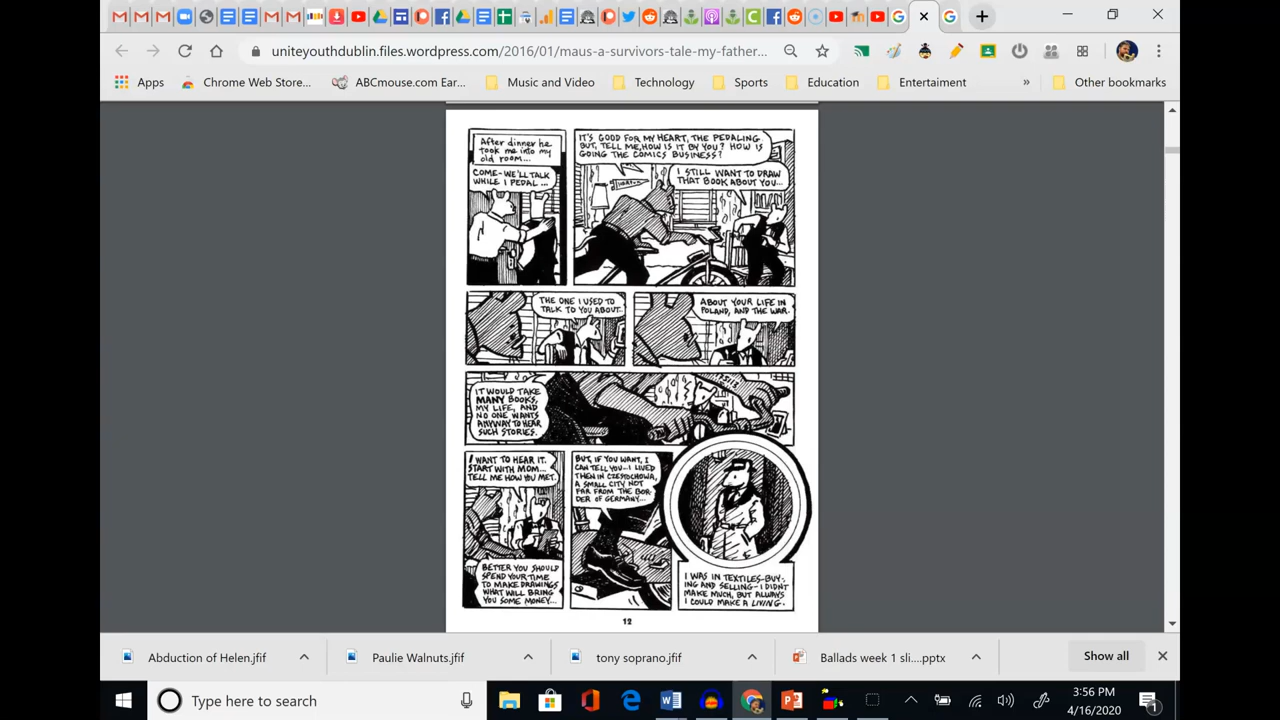 uniteyouthdublin.files.wordpress.com/2016/01/maus-a-survivors-tale-my-father...
Apps
Chrome Web Store...
ABCmouse.com Ear...
Music and Video
Technology
Sports
Education
Entertaiment
»
Other bookmarks
After dinner he
took me into my
old room...
COME-WE'LL TALK
WHILE I PEDAL...
IT'S GOOD FOR MY HEART, THE PEDALING.
BUT, TELL ME, HOW IS IT BY YOU? HOW IS
GOING THE COMICS BUSINESS?
I STILL WANT TO DRAW
THAT BOOK ABOUT YOU...
THE ONE I USED TO
TALK TO YOU ABOUT.
ABOUT YOUR LIFE IN
POLAND, AND THE WAR.
IT WOULD TAKE
MANY BOOKS,
MY LIFE, AND
NO ONE WANTS
ANYWAY TO HEAR
SUCH STORIES.
I WANT TO HEAR IT.
START WITH MOM...
TELL ME HOW YOU MET.
BETTER YOU SHOULD
SPEND YOUR TIME
TO MAKE DRAWINGS
WHAT WILL BRING
YOU SOME MONEY...
BUT, IF YOU WANT, I
CAN TELL YOU...I LIVED
THEN IN CZESTOCHOWA,
A SMALL CITY NOT
FAR FROM THE BOR-
DER OF GERMANY...
I WAS IN TEXTILES-BUY-
ING AND SELLING-I DIDN'T
MAKE MUCH, BUT ALWAYS
I COULD MAKE A LIVING.
12
Abduction of Helen.jfif
Paulie Walnuts.jfif
tony soprano.jfif
Ballads week 1 sli....pptx
Show all
Type here to search
3:56 PM
4/16/2020
1